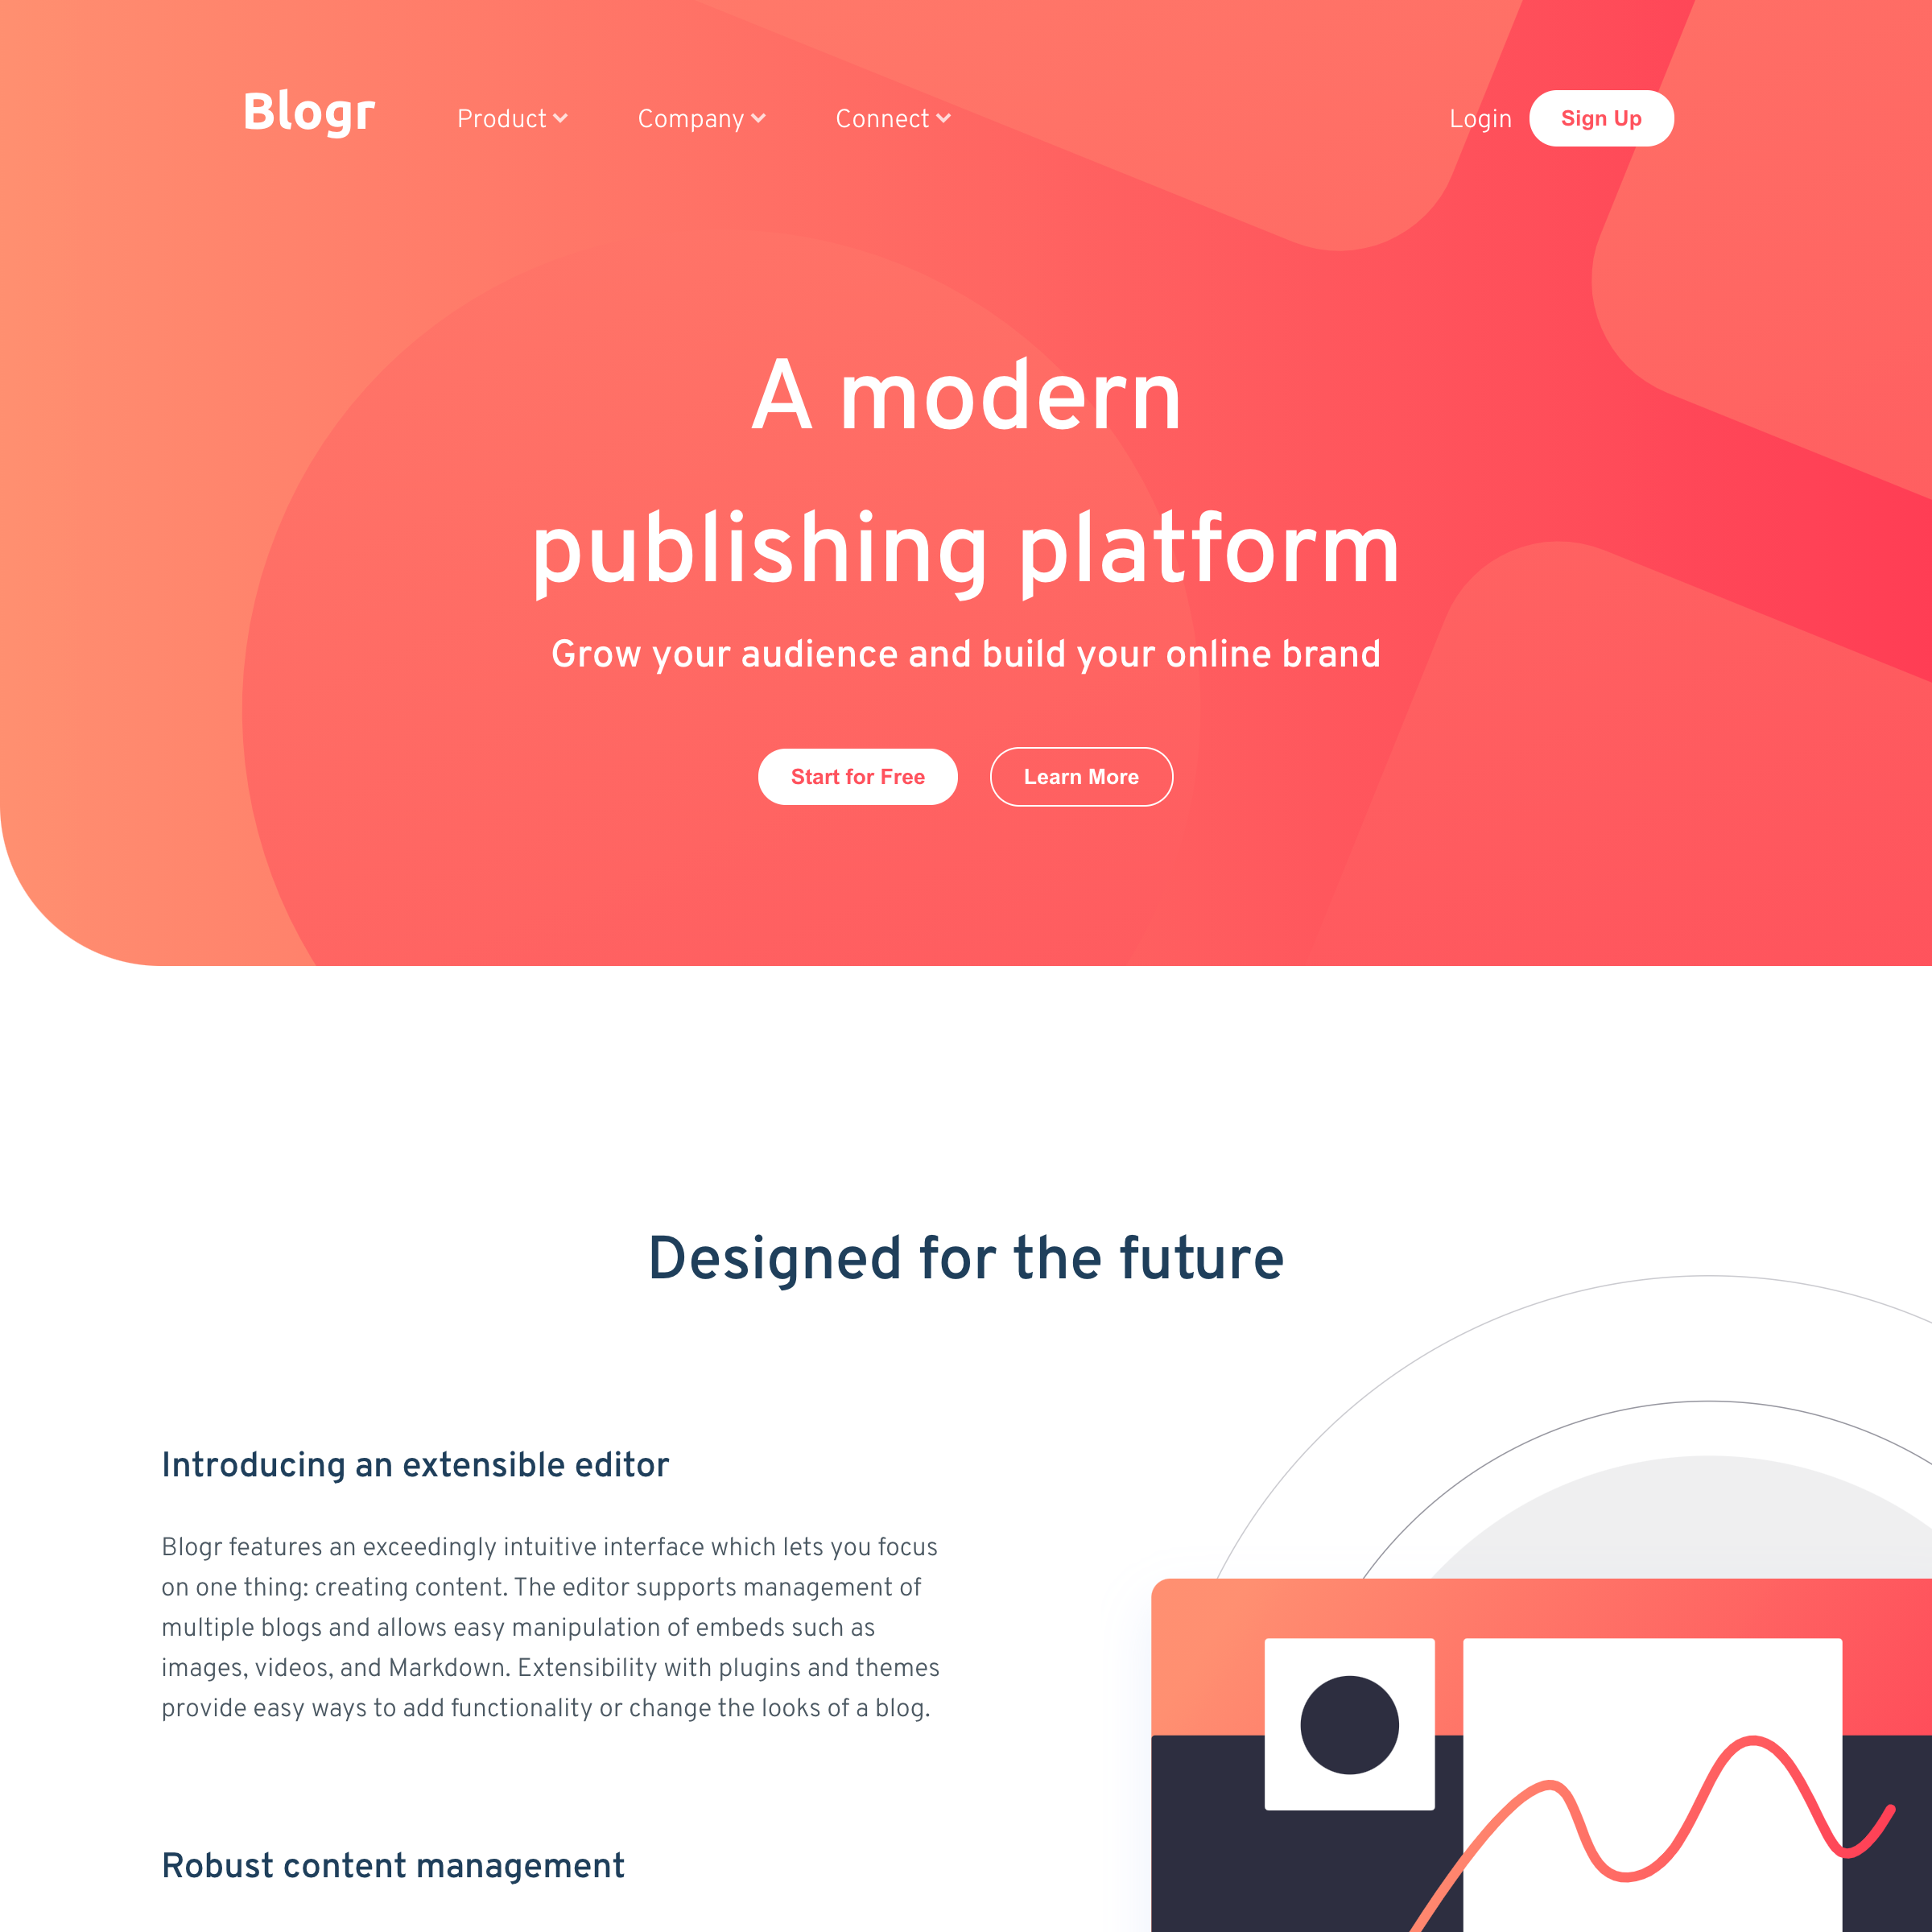 Blogr
Product
Company
Connect
Login
Sign Up
A modern
publishing platform
Grow your audience and build your online brand
Start for Free
Learn More
Designed for the future
Introducing an extensible editor
Blogr features an exceedingly intuitive interface which lets you focus
on one thing: creating content. The editor supports management of
multiple blogs and allows easy manipulation of embeds such as
images, videos, and Markdown. Extensibility with plugins and themes
provide easy ways to add functionality or change the looks of a blog.
Robust content management